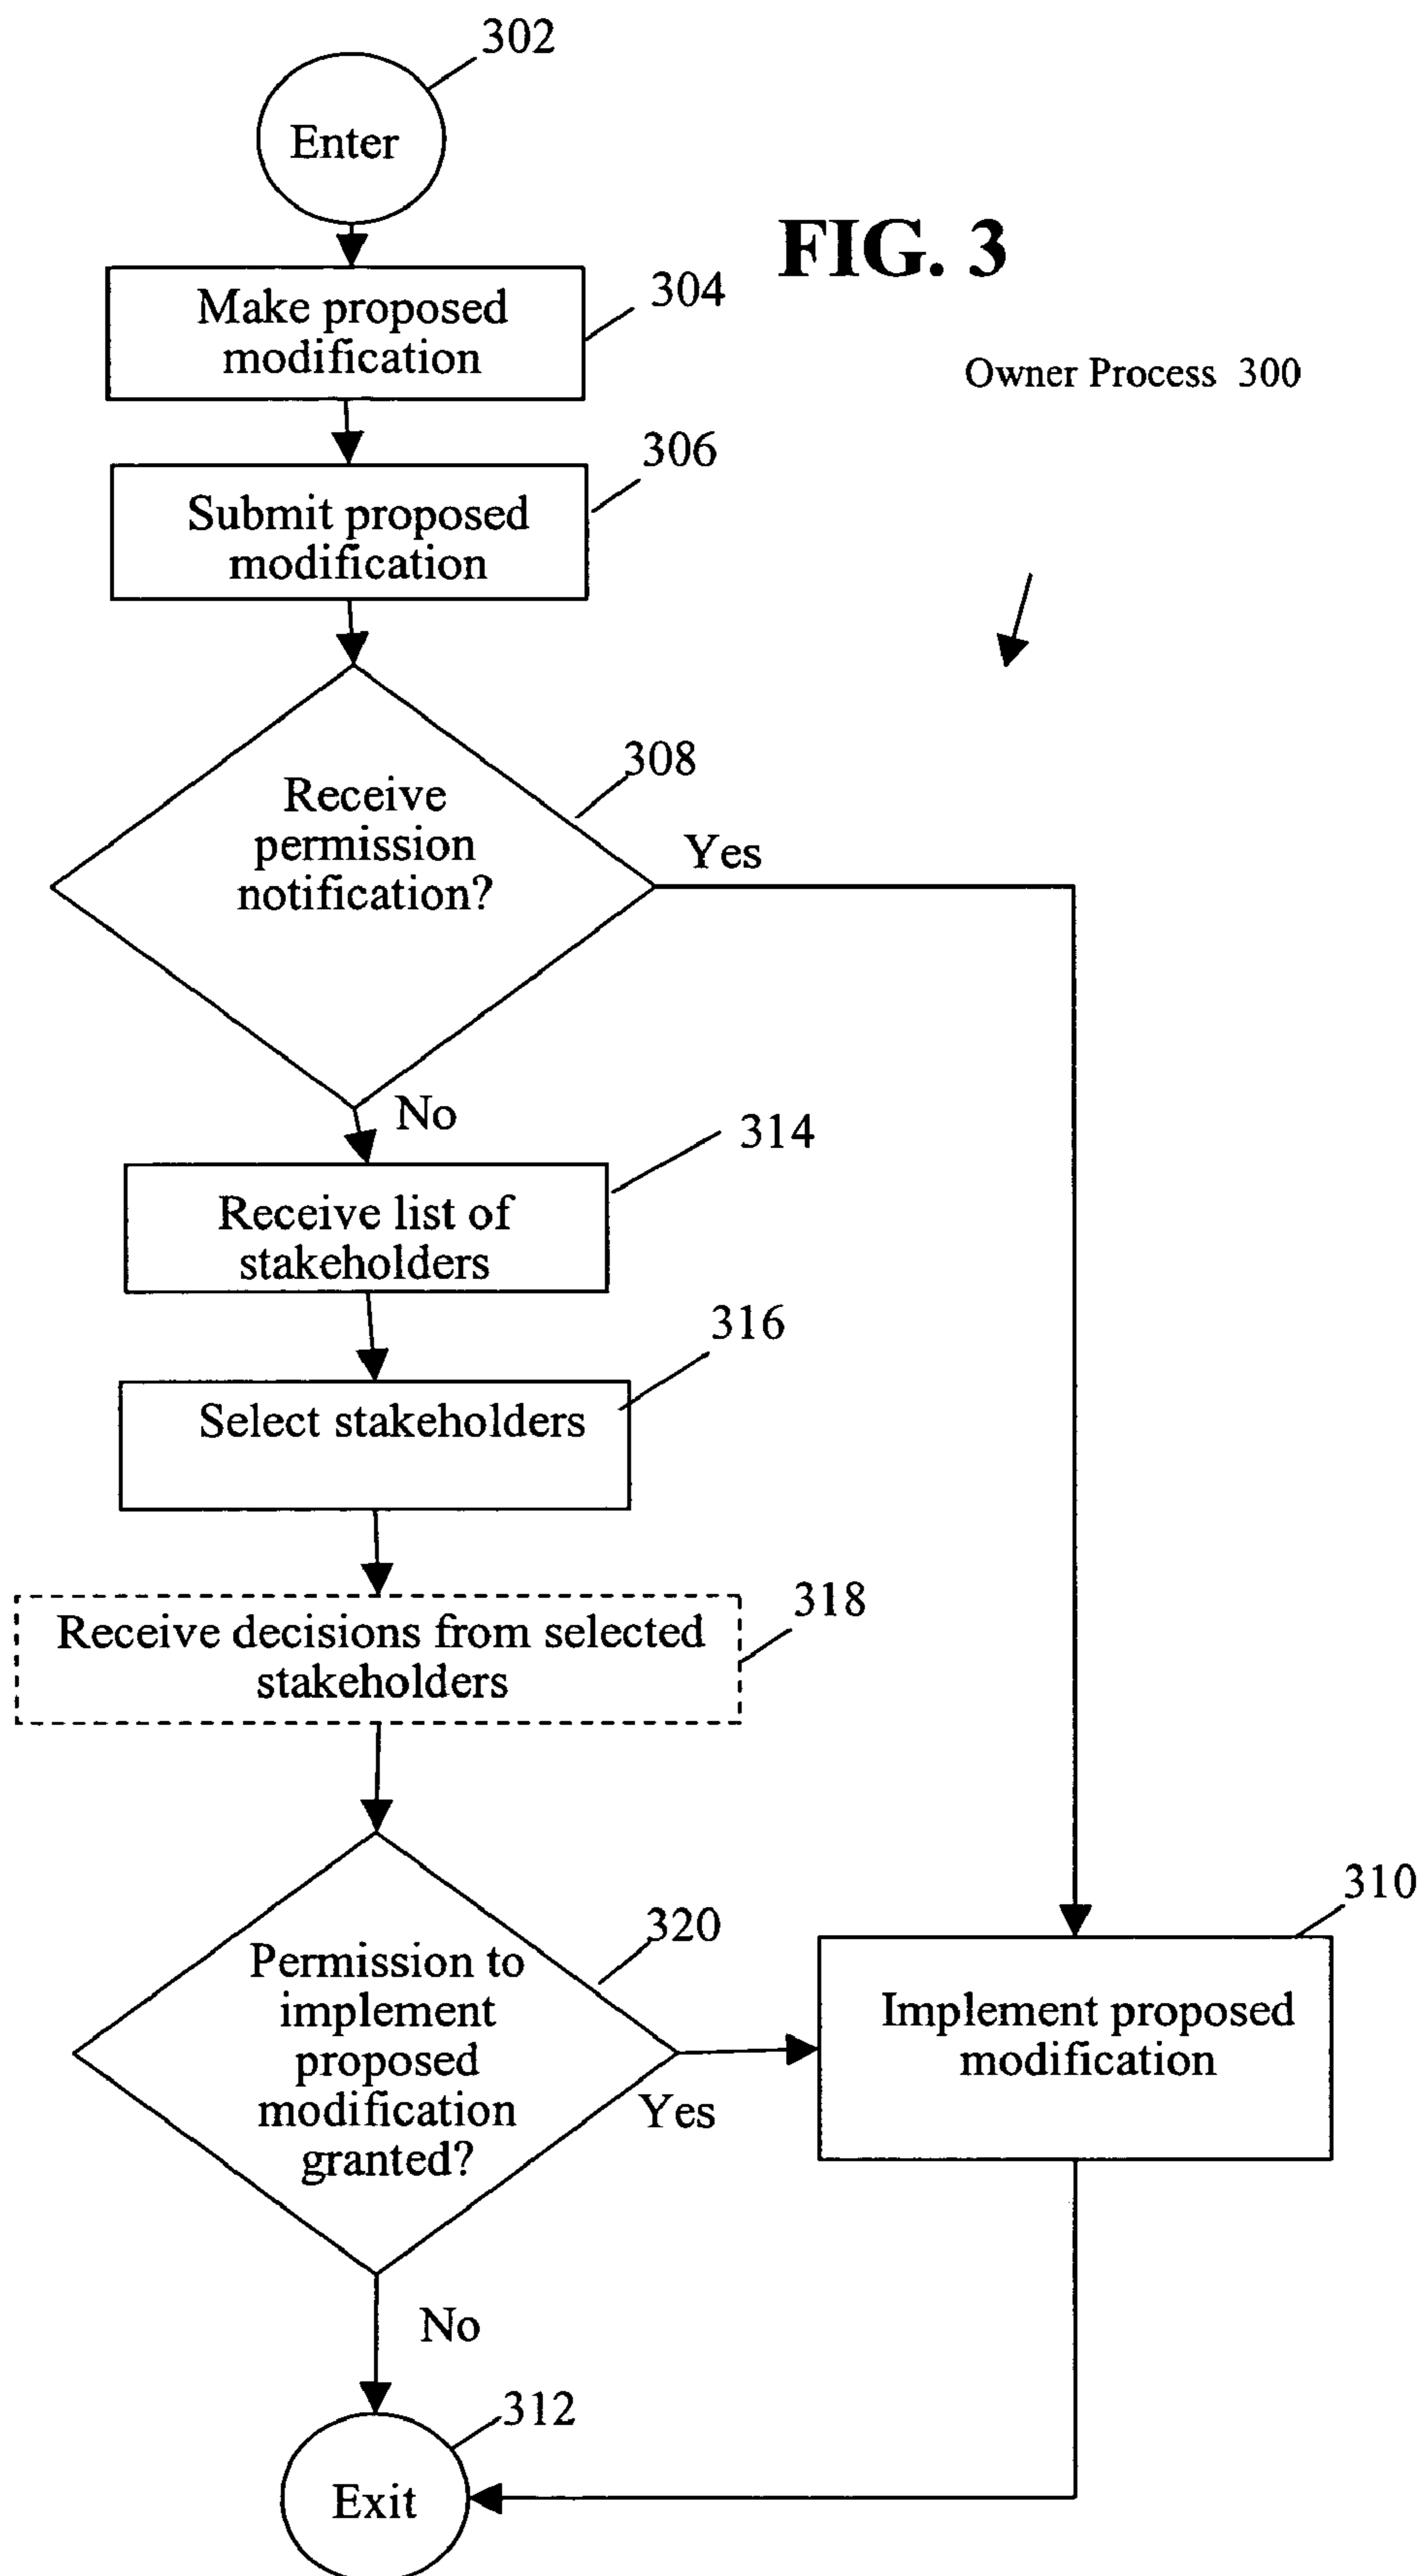 302
Enter
FIG. 3
304
Make proposed
modification
Owner Process 300
306
Submit proposed
modification
308
Receive
permission
notification?
Yes
No
314
Receive list of
stakeholders
316
Select stakeholders
318
Receive decisions from selected
stakeholders
310
320
Permission to
implement
proposed
modification
granted?
Implement proposed
modification
Yes
No
312
Exit